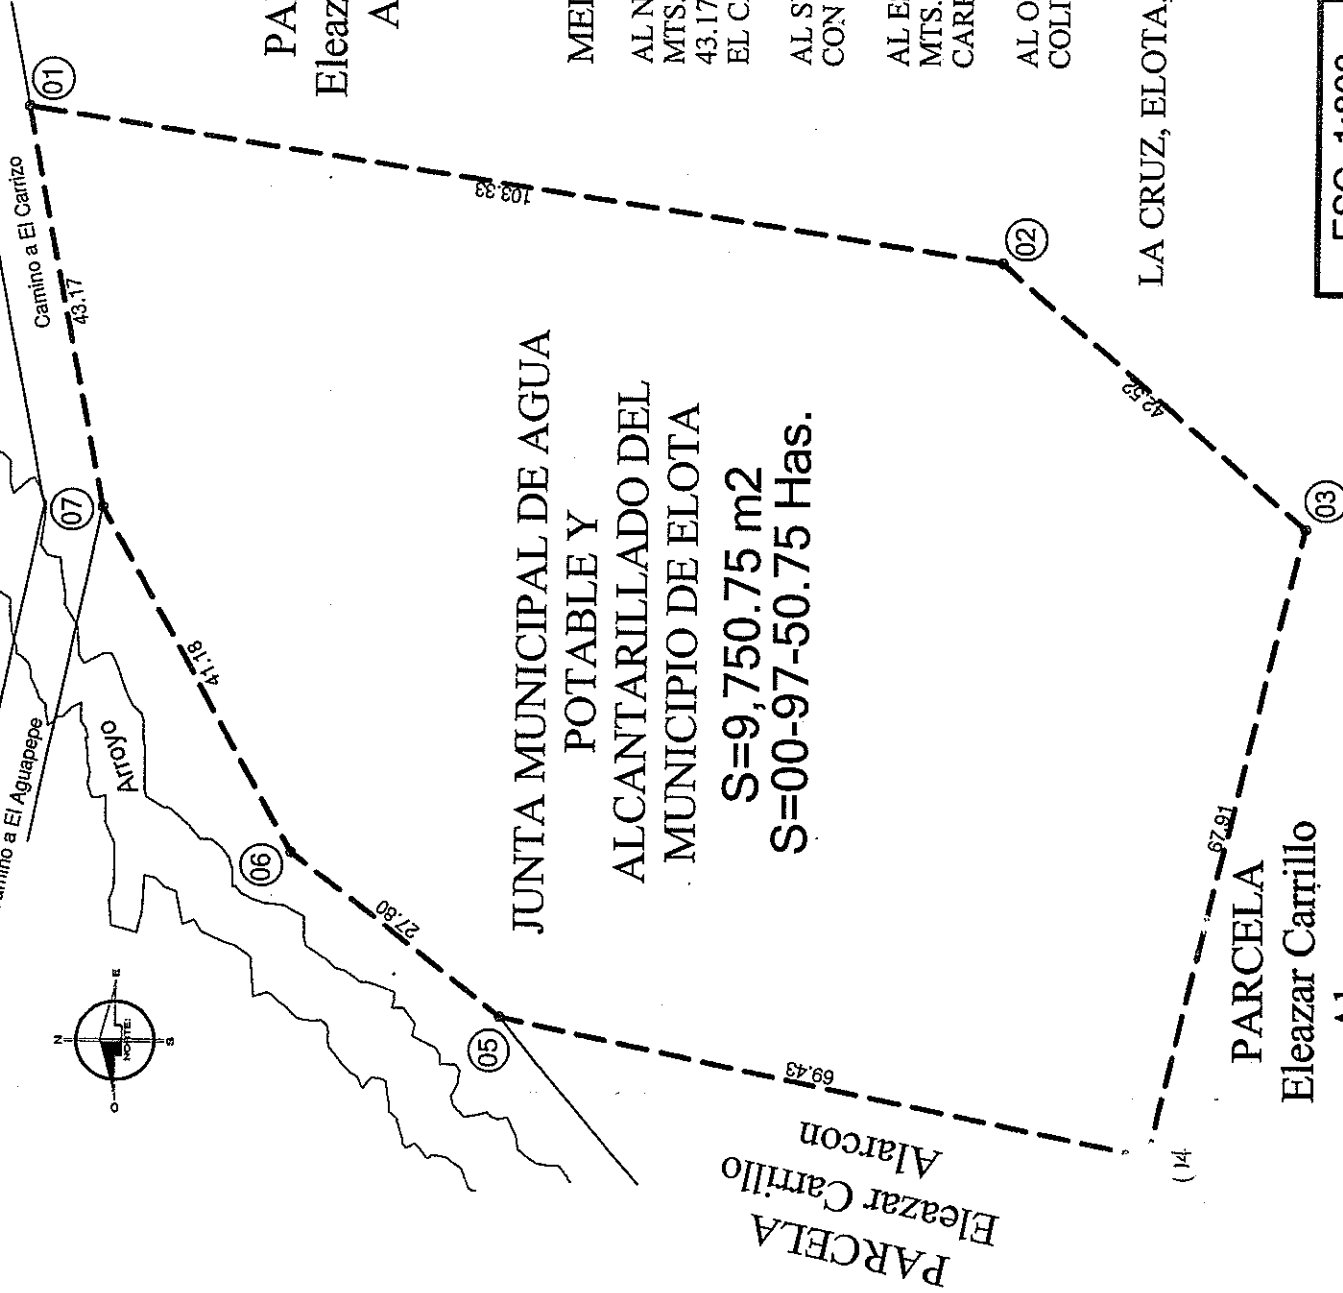 Camino a El Carrizo
43.17
01
07
41.18
Arroyo
06
27.80
05
N
E
S
O
NORTE:
103.33
02
42.52
03
67.91
69.43
JUNTA MUNICIPAL DE AGUA
POTABLE Y
ALCANTARILLADO DEL
MUNICIPIO DE ELOTA
S=9,750.75 m2
S=00-97-50.75 Has.
PARCELA
Eleazar Carrillo
Alarcon
PARCELA
Eleazar Carrillo
PA
Eleaz
A
MEI
AL N
MTS.
43.17
EL CA
AL S
CON
AL E
MTS.
CARR
AL O
COLI
LA CRUZ, ELOTA,
a El Aguapepe